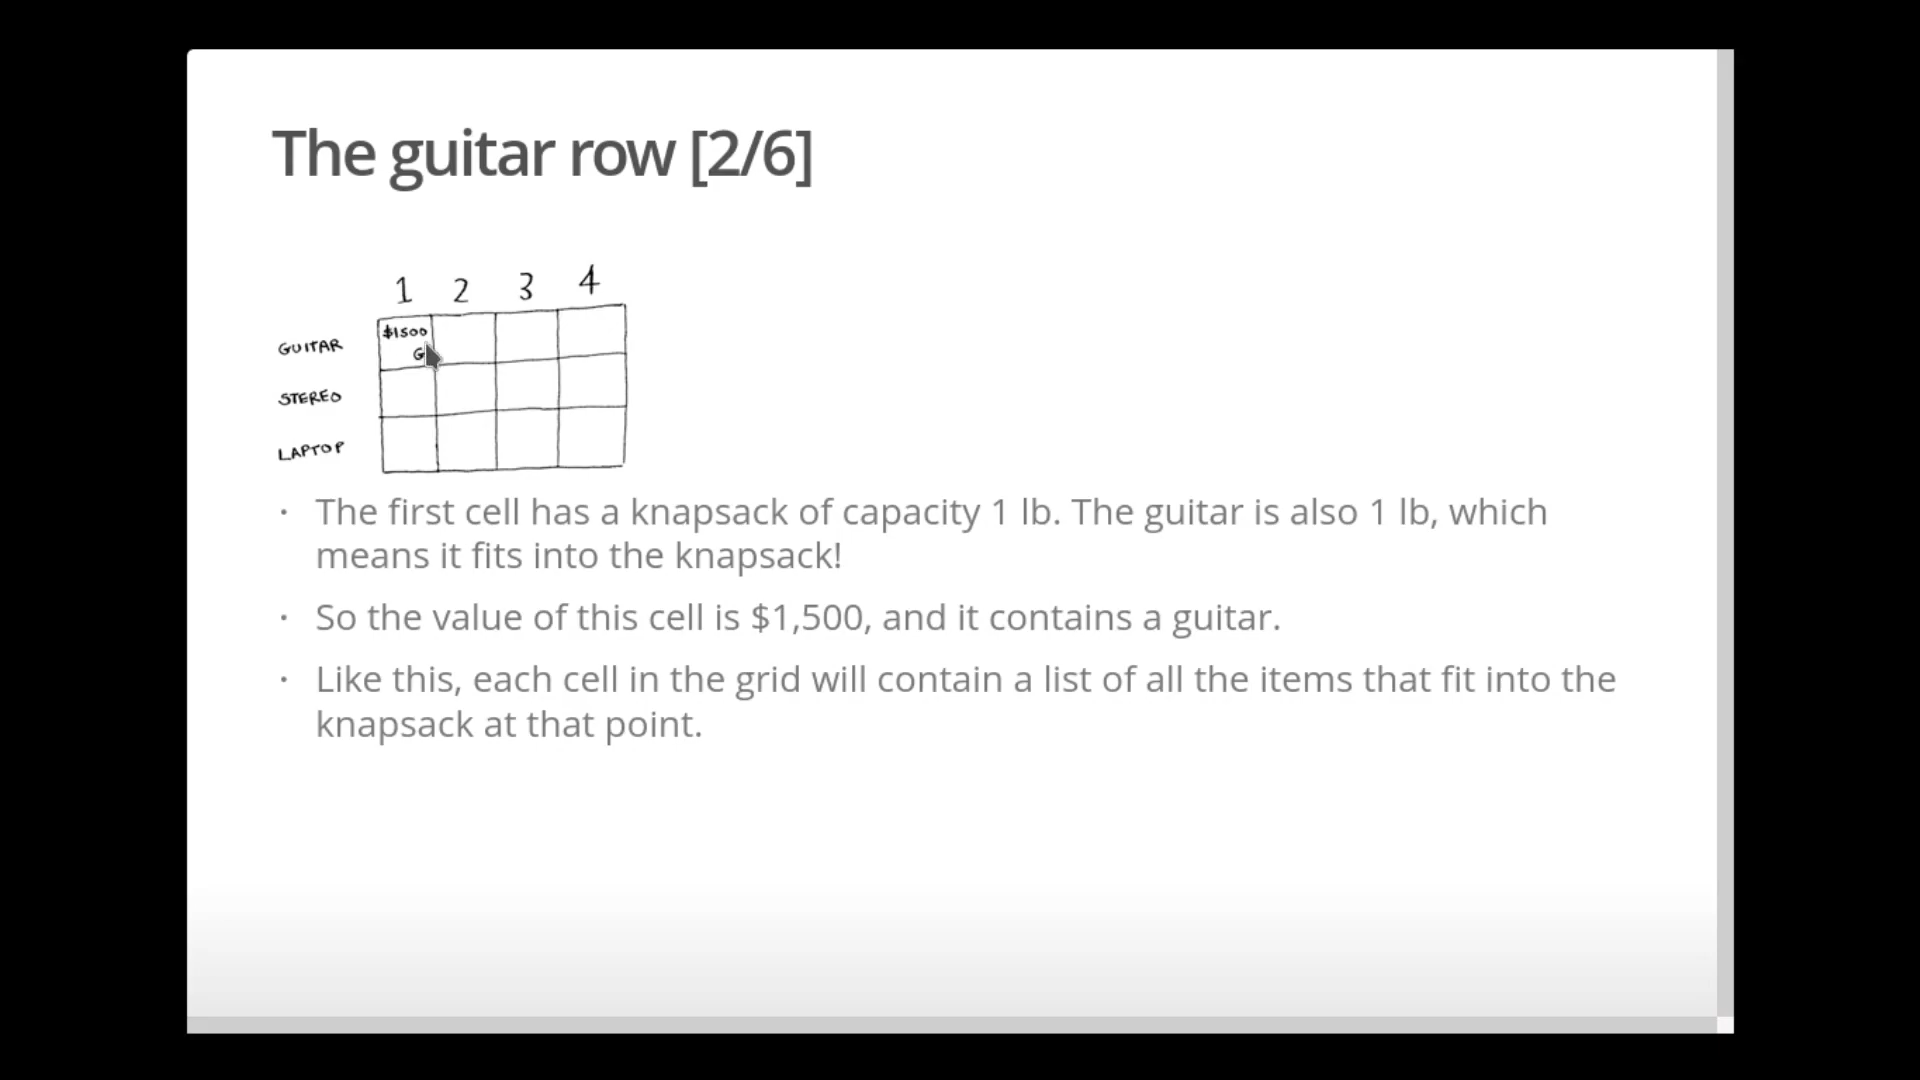 The guitar row [2/6]
1 2 3 4
GUITAR $1500
G
STEREO
LAPTOP
· The first cell has a knapsack of capacity 1 lb. The guitar is also 1 lb, which
means it fits into the knapsack!
· So the value of this cell is $1,500, and it contains a guitar.
· Like this, each cell in the grid will contain a list of all the items that fit into the
knapsack at that point.